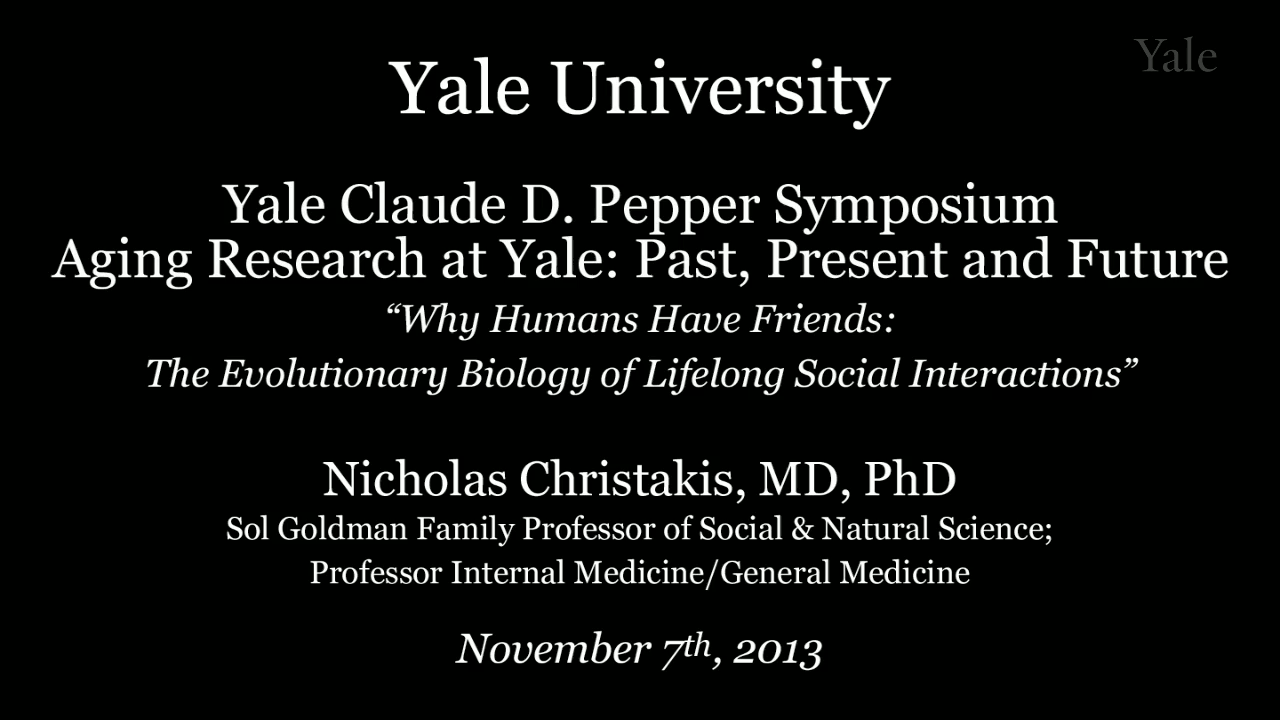 Yale
Yale University
Yale Claude D. Pepper Symposium
Aging Research at Yale: Past, Present and Future
“Why Humans Have Friends:
The Evolutionary Biology of Lifelong Social Interactions”
Nicholas Christakis, MD, PhD
Sol Goldman Family Professor of Social & Natural Science;
Professor Internal Medicine/General Medicine
November 7th, 2013